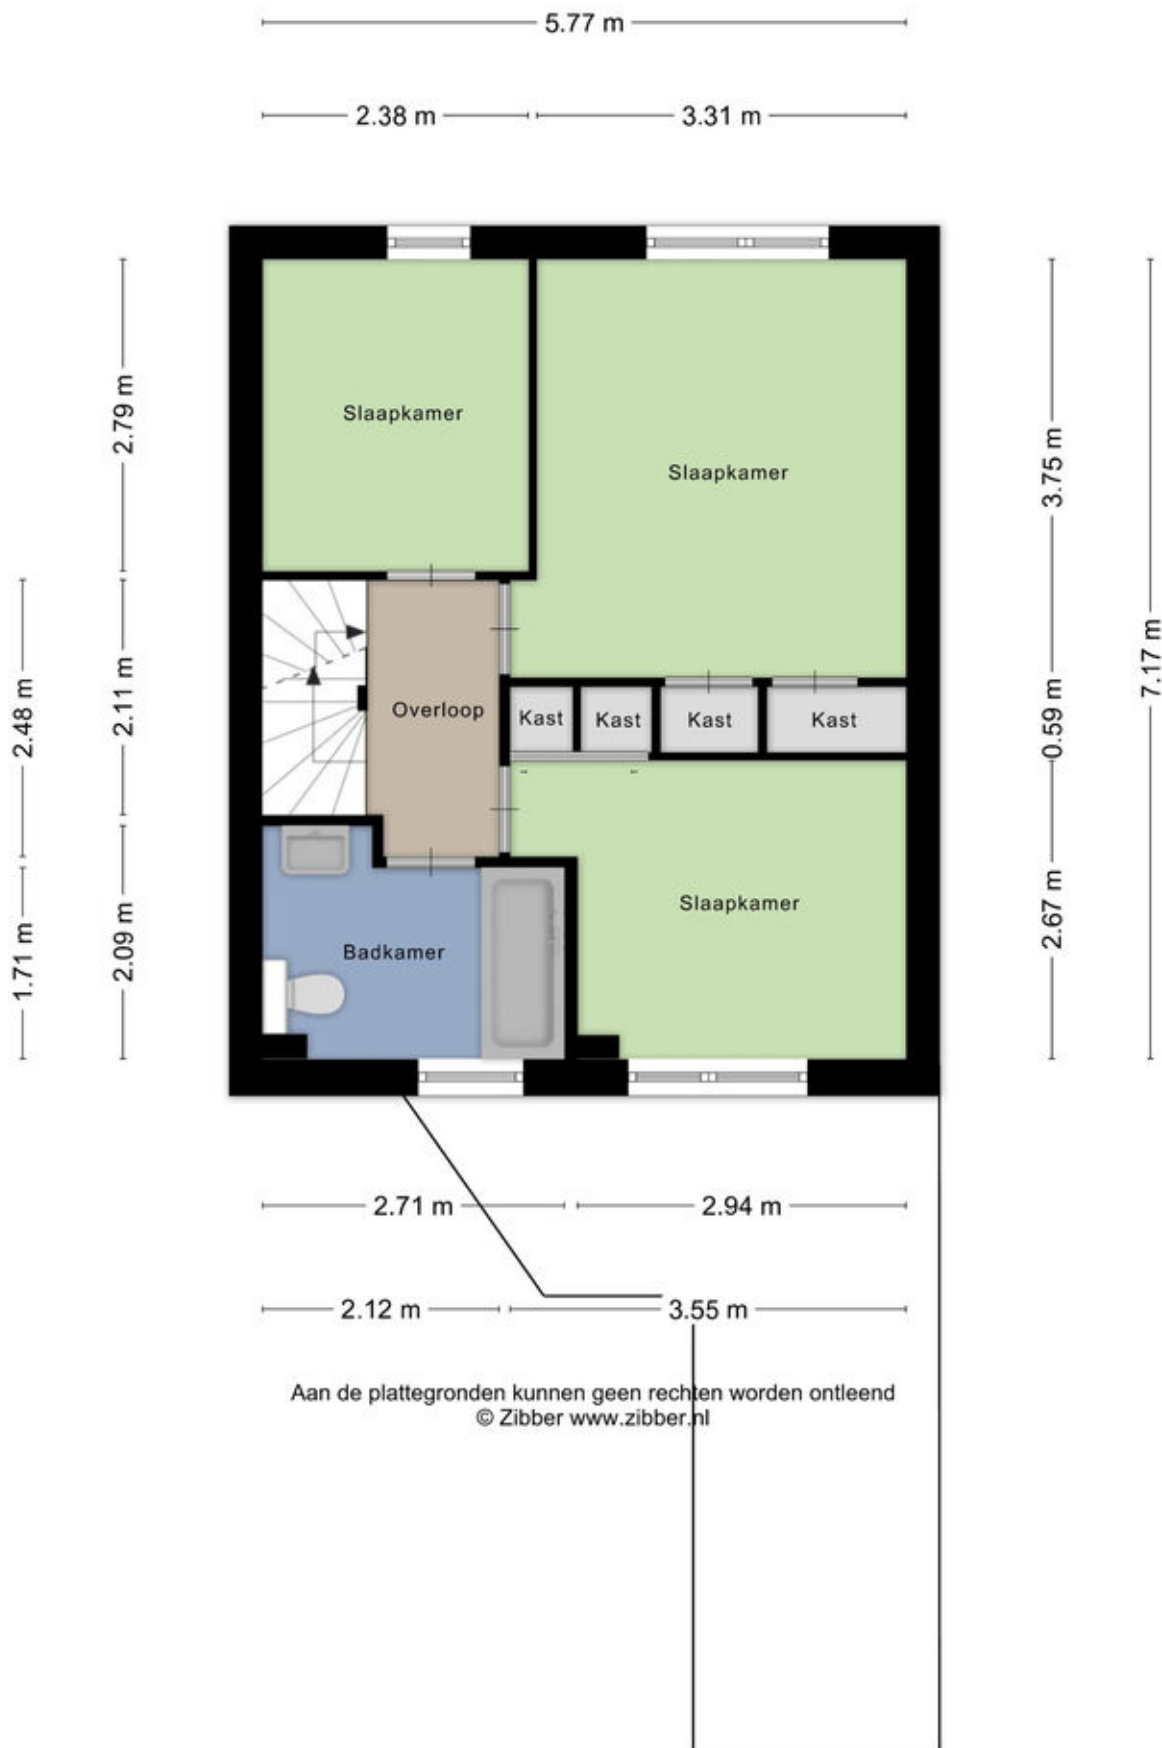 5.77 m
2.38 m
3.31 m
Slaapkamer
Slaapkamer
2.79 m
3.75 m
7.17 m
2.48 m
2.11 m
Overloop
Kast
Kast
Kast
Kast
0.59 m
Slaapkamer
Badkamer
1.71 m
2.09 m
2.67 m
2.71 m
2.94 m
2.12 m
3.55 m
Aan de plattegronden kunnen geen rechten worden ontleend
© Zibber www.zibber.nl